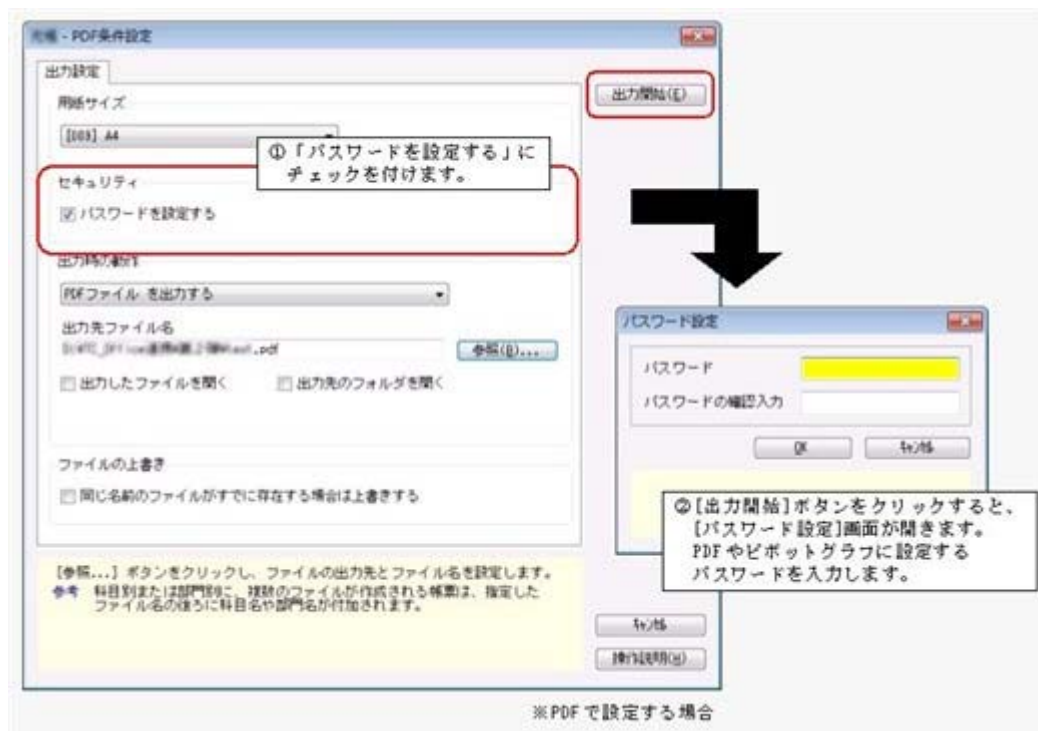 - PDF条件設定
出力設定
出力開始(E)
用紙サイズ
[009] A4
①「パスワードを設定する」に
チェックを付けます。
セキュリティ
パスワードを設定する
出力時の動作
PDFファイル を出力する
出力先ファイル名
.pdf
参照(B)...
出力したファイルを開く
出力先のフォルダを開く
ファイルの上書き
同じ名前のファイルがすでに存在する場合は上書きする
[参照...] ボタンをクリックし、ファイルの出力先とファイル名を設定します。
参考 科目別または部門別に、複数のファイルが作成される帳票は、指定した
ファイル名の後ろに科目名や部門名が付加されます。
キャンセル
操作説明(H)
パスワード設定
パスワード
パスワードの確認入力
OK
キャンセル
②[出力開始]ボタンをクリックすると、
[パスワード設定]画面が開きます。
PDFやピボットグラフに設定する
パスワードを入力します。
※PDFで設定する場合